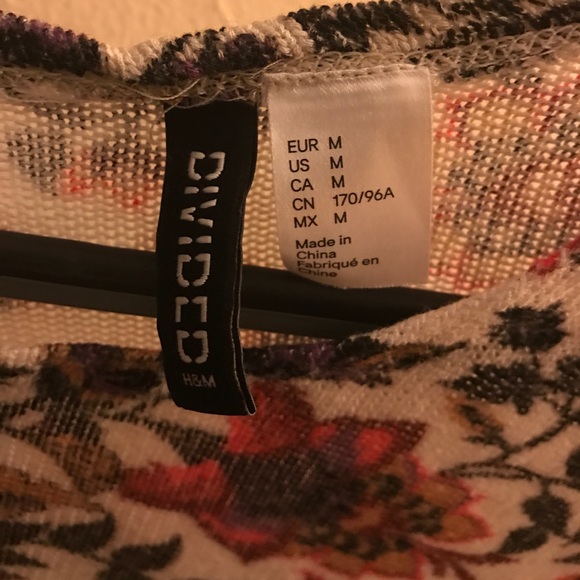 DIVIDED
H&M
EUR M
US M
CA M
CN 170/96A
MX M
Made in
China
Fabriqué en
Chine